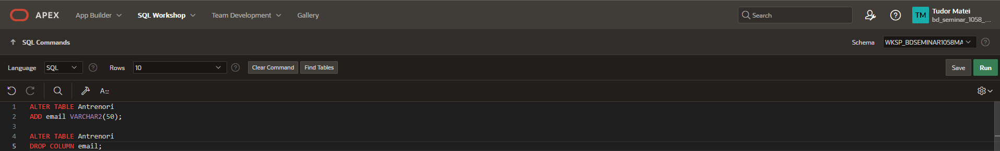 APEX App Builder SQL Workshop Team Development Gallery Search ? TM Tudor Matei
bd_seminar_1058_...
SQL Commands Schema WKSP_BDSEMINAR1058MA ?
Language SQL ? Rows 10 ? Clear Command Find Tables Save Run
A::
1 ALTER TABLE Antrenori
2 ADD email VARCHAR2(50);
3
4 ALTER TABLE Antrenori
5 DROP COLUMN email;